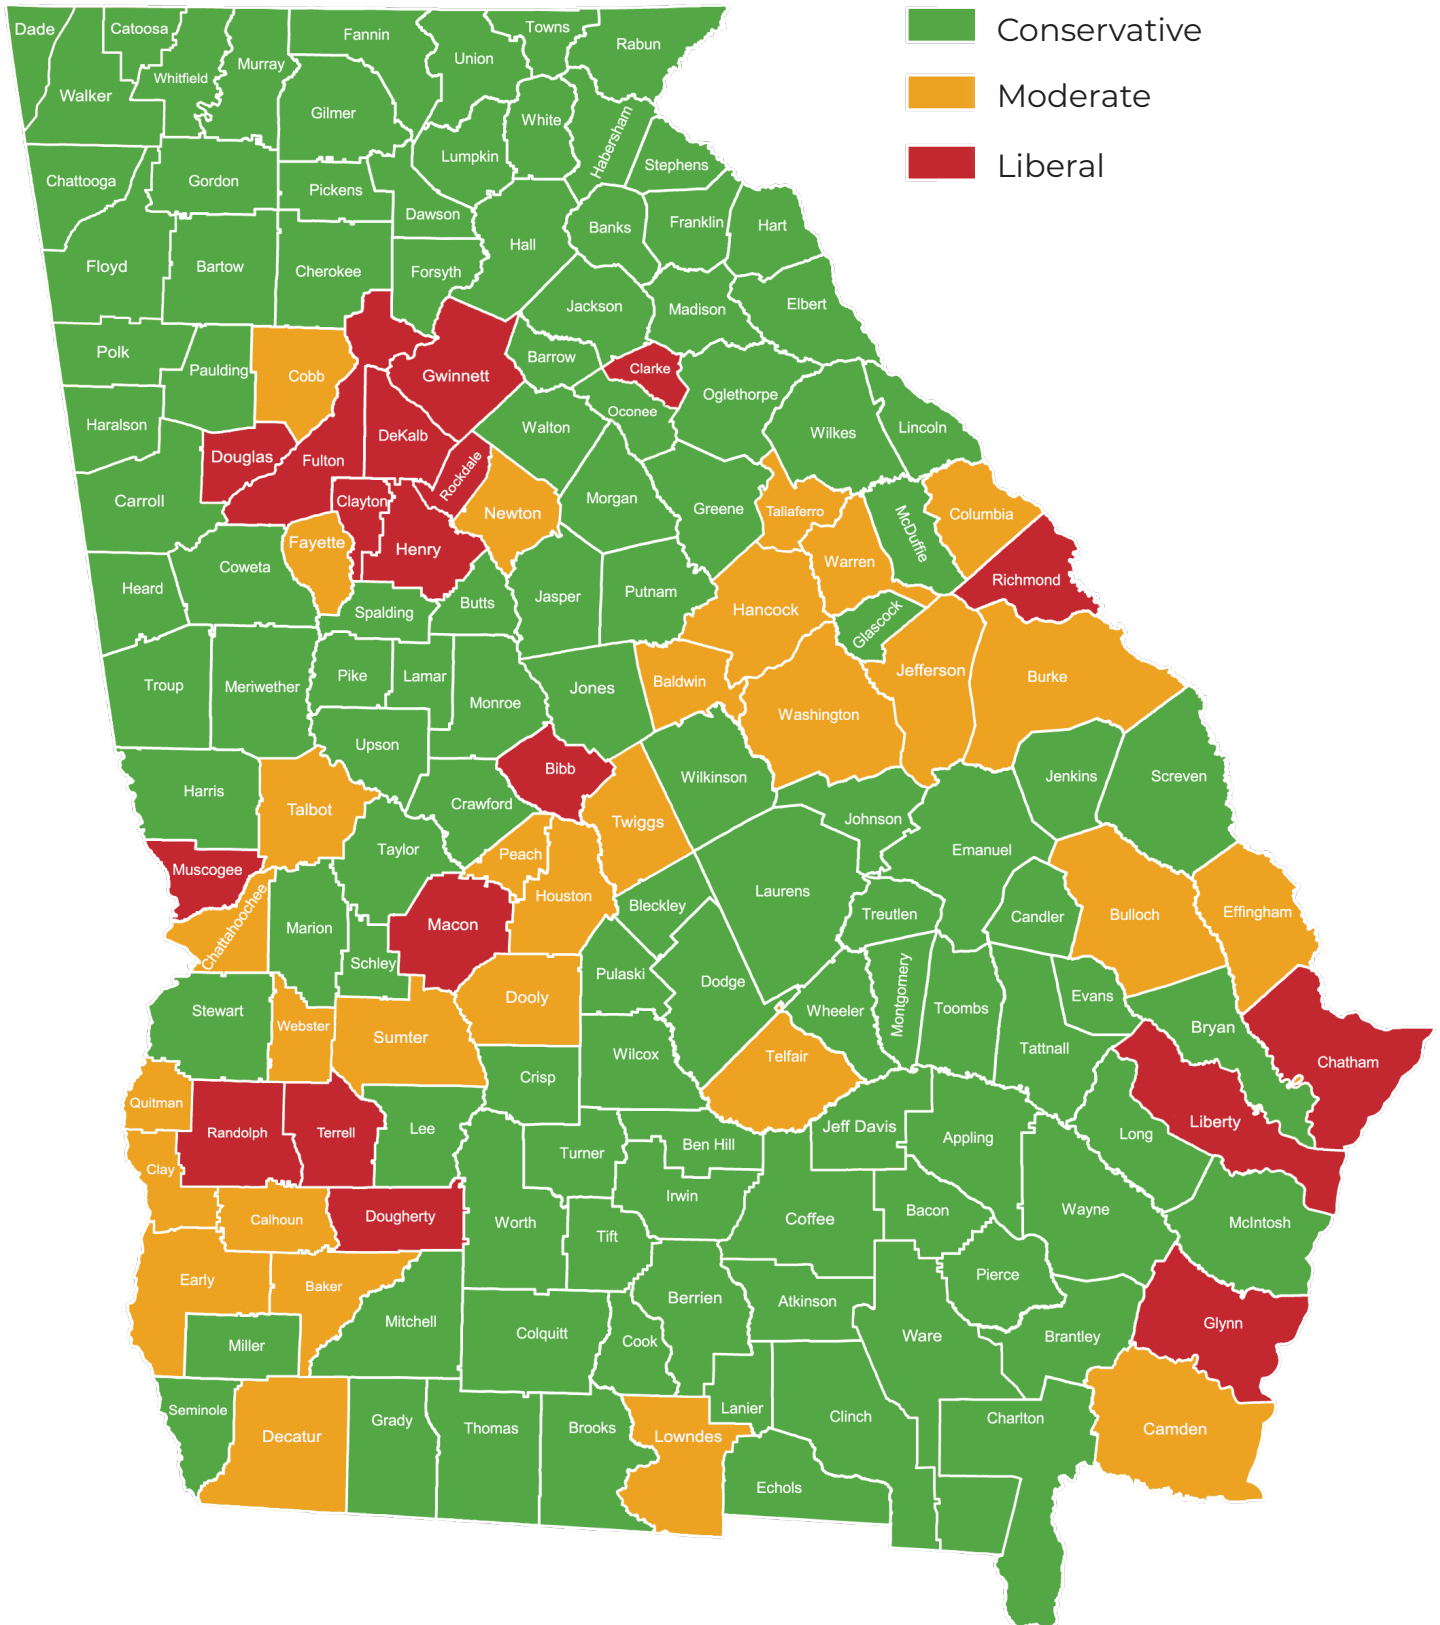 Conservative
Moderate
Liberal
Dade
Catoosa
Fannin
Towns
Union
Rabun
Walker
Whitfield
Murray
Gilmer
White
Habersham
Lumpkin
Stephens
Chattooga
Gordon
Pickens
Dawson
Hall
Banks
Franklin
Hart
Floyd
Bartow
Cherokee
Forsyth
Jackson
Madison
Elbert
Polk
Paulding
Cobb
Gwinnett
Barrow
Clarke
Oglethorpe
Haralson
Oconee
Walton
Wilkes
Lincoln
Douglas
Fulton
DeKalb
Rockdale
Carroll
Clayton
Newton
Morgan
Greene
Taliaferro
McDuffie
Columbia
Fayette
Henry
Coweta
Heard
Spalding
Butts
Jasper
Putnam
Hancock
Warren
Glascock
Richmond
Troup
Meriwether
Pike
Lamar
Monroe
Jones
Baldwin
Washington
Jefferson
Burke
Upson
Bibb
Wilkinson
Jenkins
Screven
Harris
Talbot
Crawford
Twiggs
Johnson
Emanuel
Muscogee
Taylor
Peach
Houston
Laurens
Chattahoochee
Marion
Macon
Bleckley
Treutlen
Candler
Bulloch
Effingham
Schley
Pulaski
Dodge
Wheeler
Montgomery
Toombs
Evans
Stewart
Webster
Sumter
Dooly
Wilcox
Telfair
Tattnall
Bryan
Chatham
Quitman
Randolph
Terrell
Lee
Crisp
Turner
Ben Hill
Jeff Davis
Appling
Long
Liberty
Clay
Calhoun
Dougherty
Worth
Tift
Irwin
Coffee
Bacon
Wayne
McIntosh
Early
Baker
Mitchell
Colquitt
Cook
Berrien
Atkinson
Ware
Pierce
Brantley
Glynn
Miller
Seminole
Decatur
Grady
Thomas
Brooks
Lowndes
Lanier
Clinch
Echols
Charlton
Camden